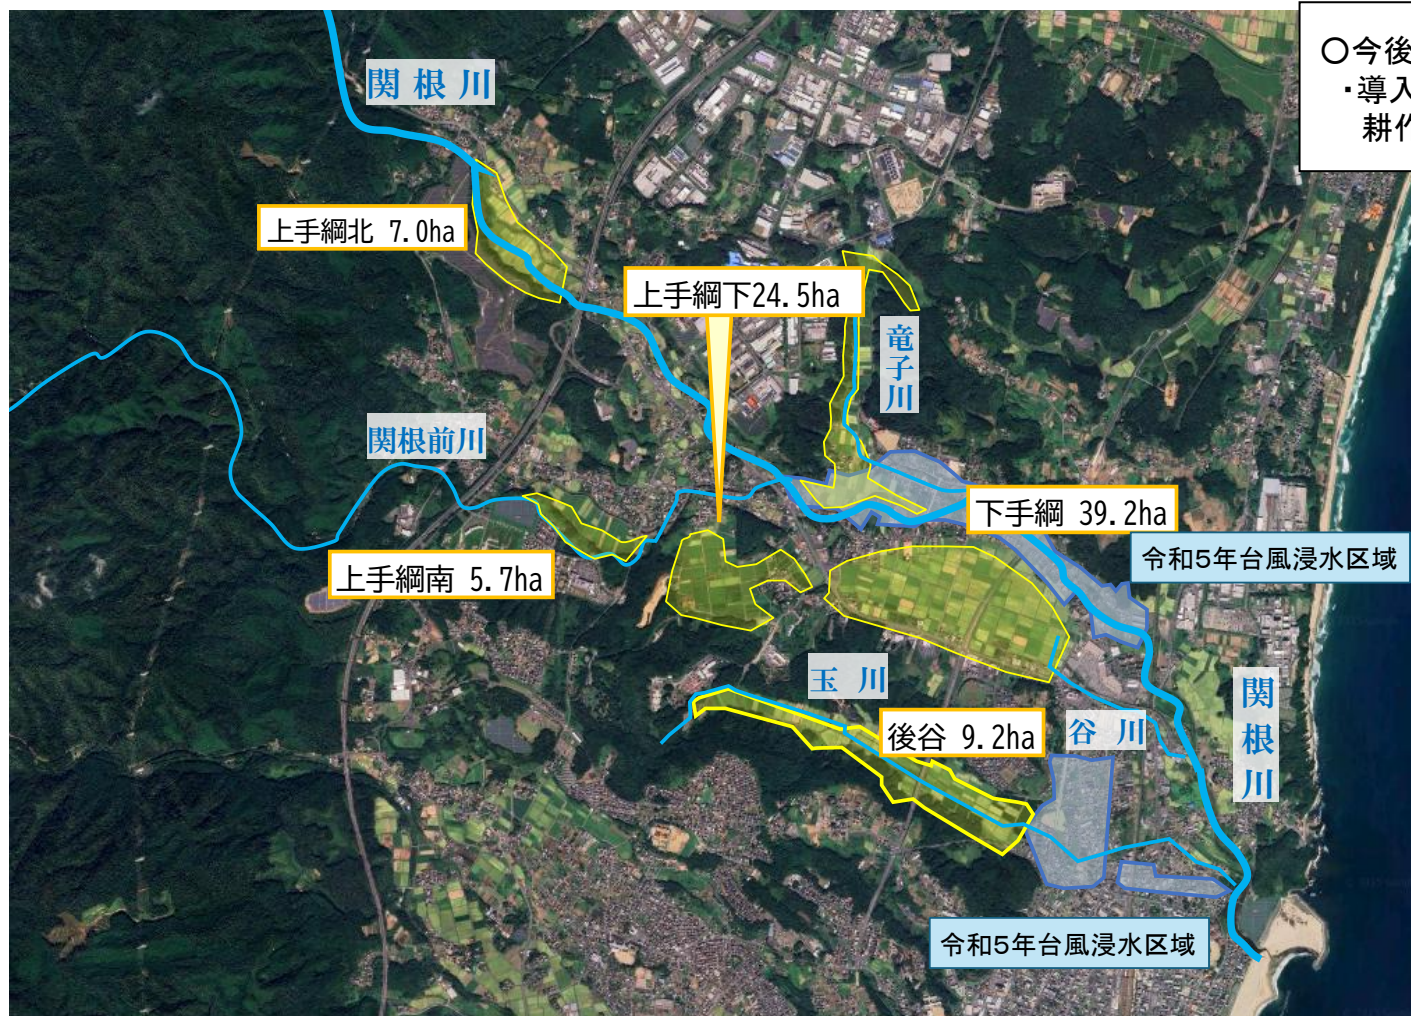 ○今後
・導入
耕作
関根川
上手綱北 7.0ha
上手綱下24.5ha
竜子川
関根前川
下手綱 39.2ha
令和5年台風浸水区域
上手綱南 5.7ha
玉川
後谷 9.2ha
谷川
関根川
令和5年台風浸水区域